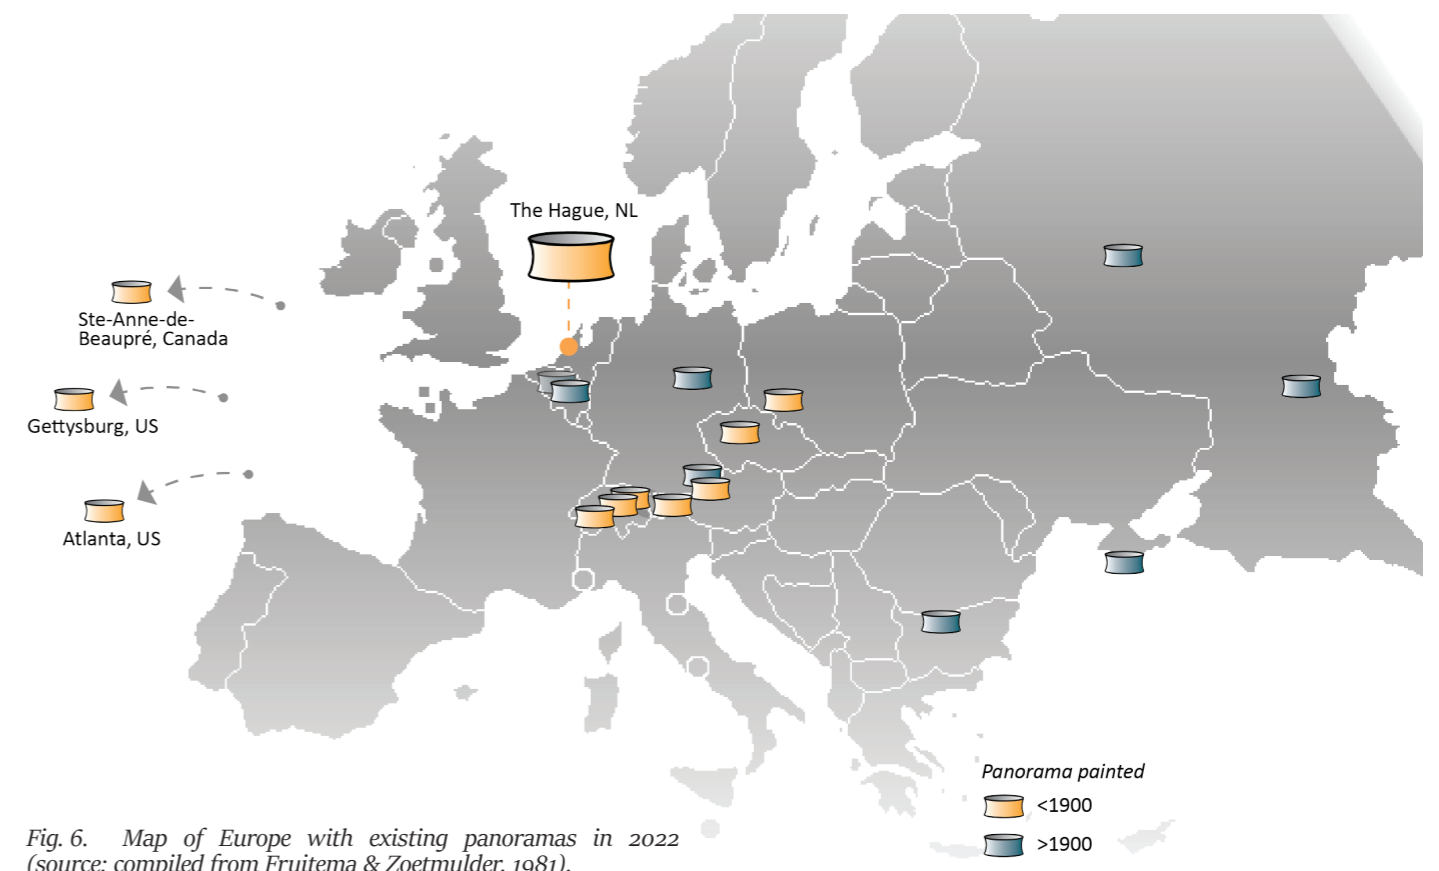 The Hague, NL
Ste-Anne-de-
Beaupré, Canada
Gettysburg, US
Atlanta, US
Panorama painted
<1900
>1900
Fig. 6. Map of Europe with existing panoramas in 2022
(source: compiled from Fruitema & Zoetmulder, 1981).